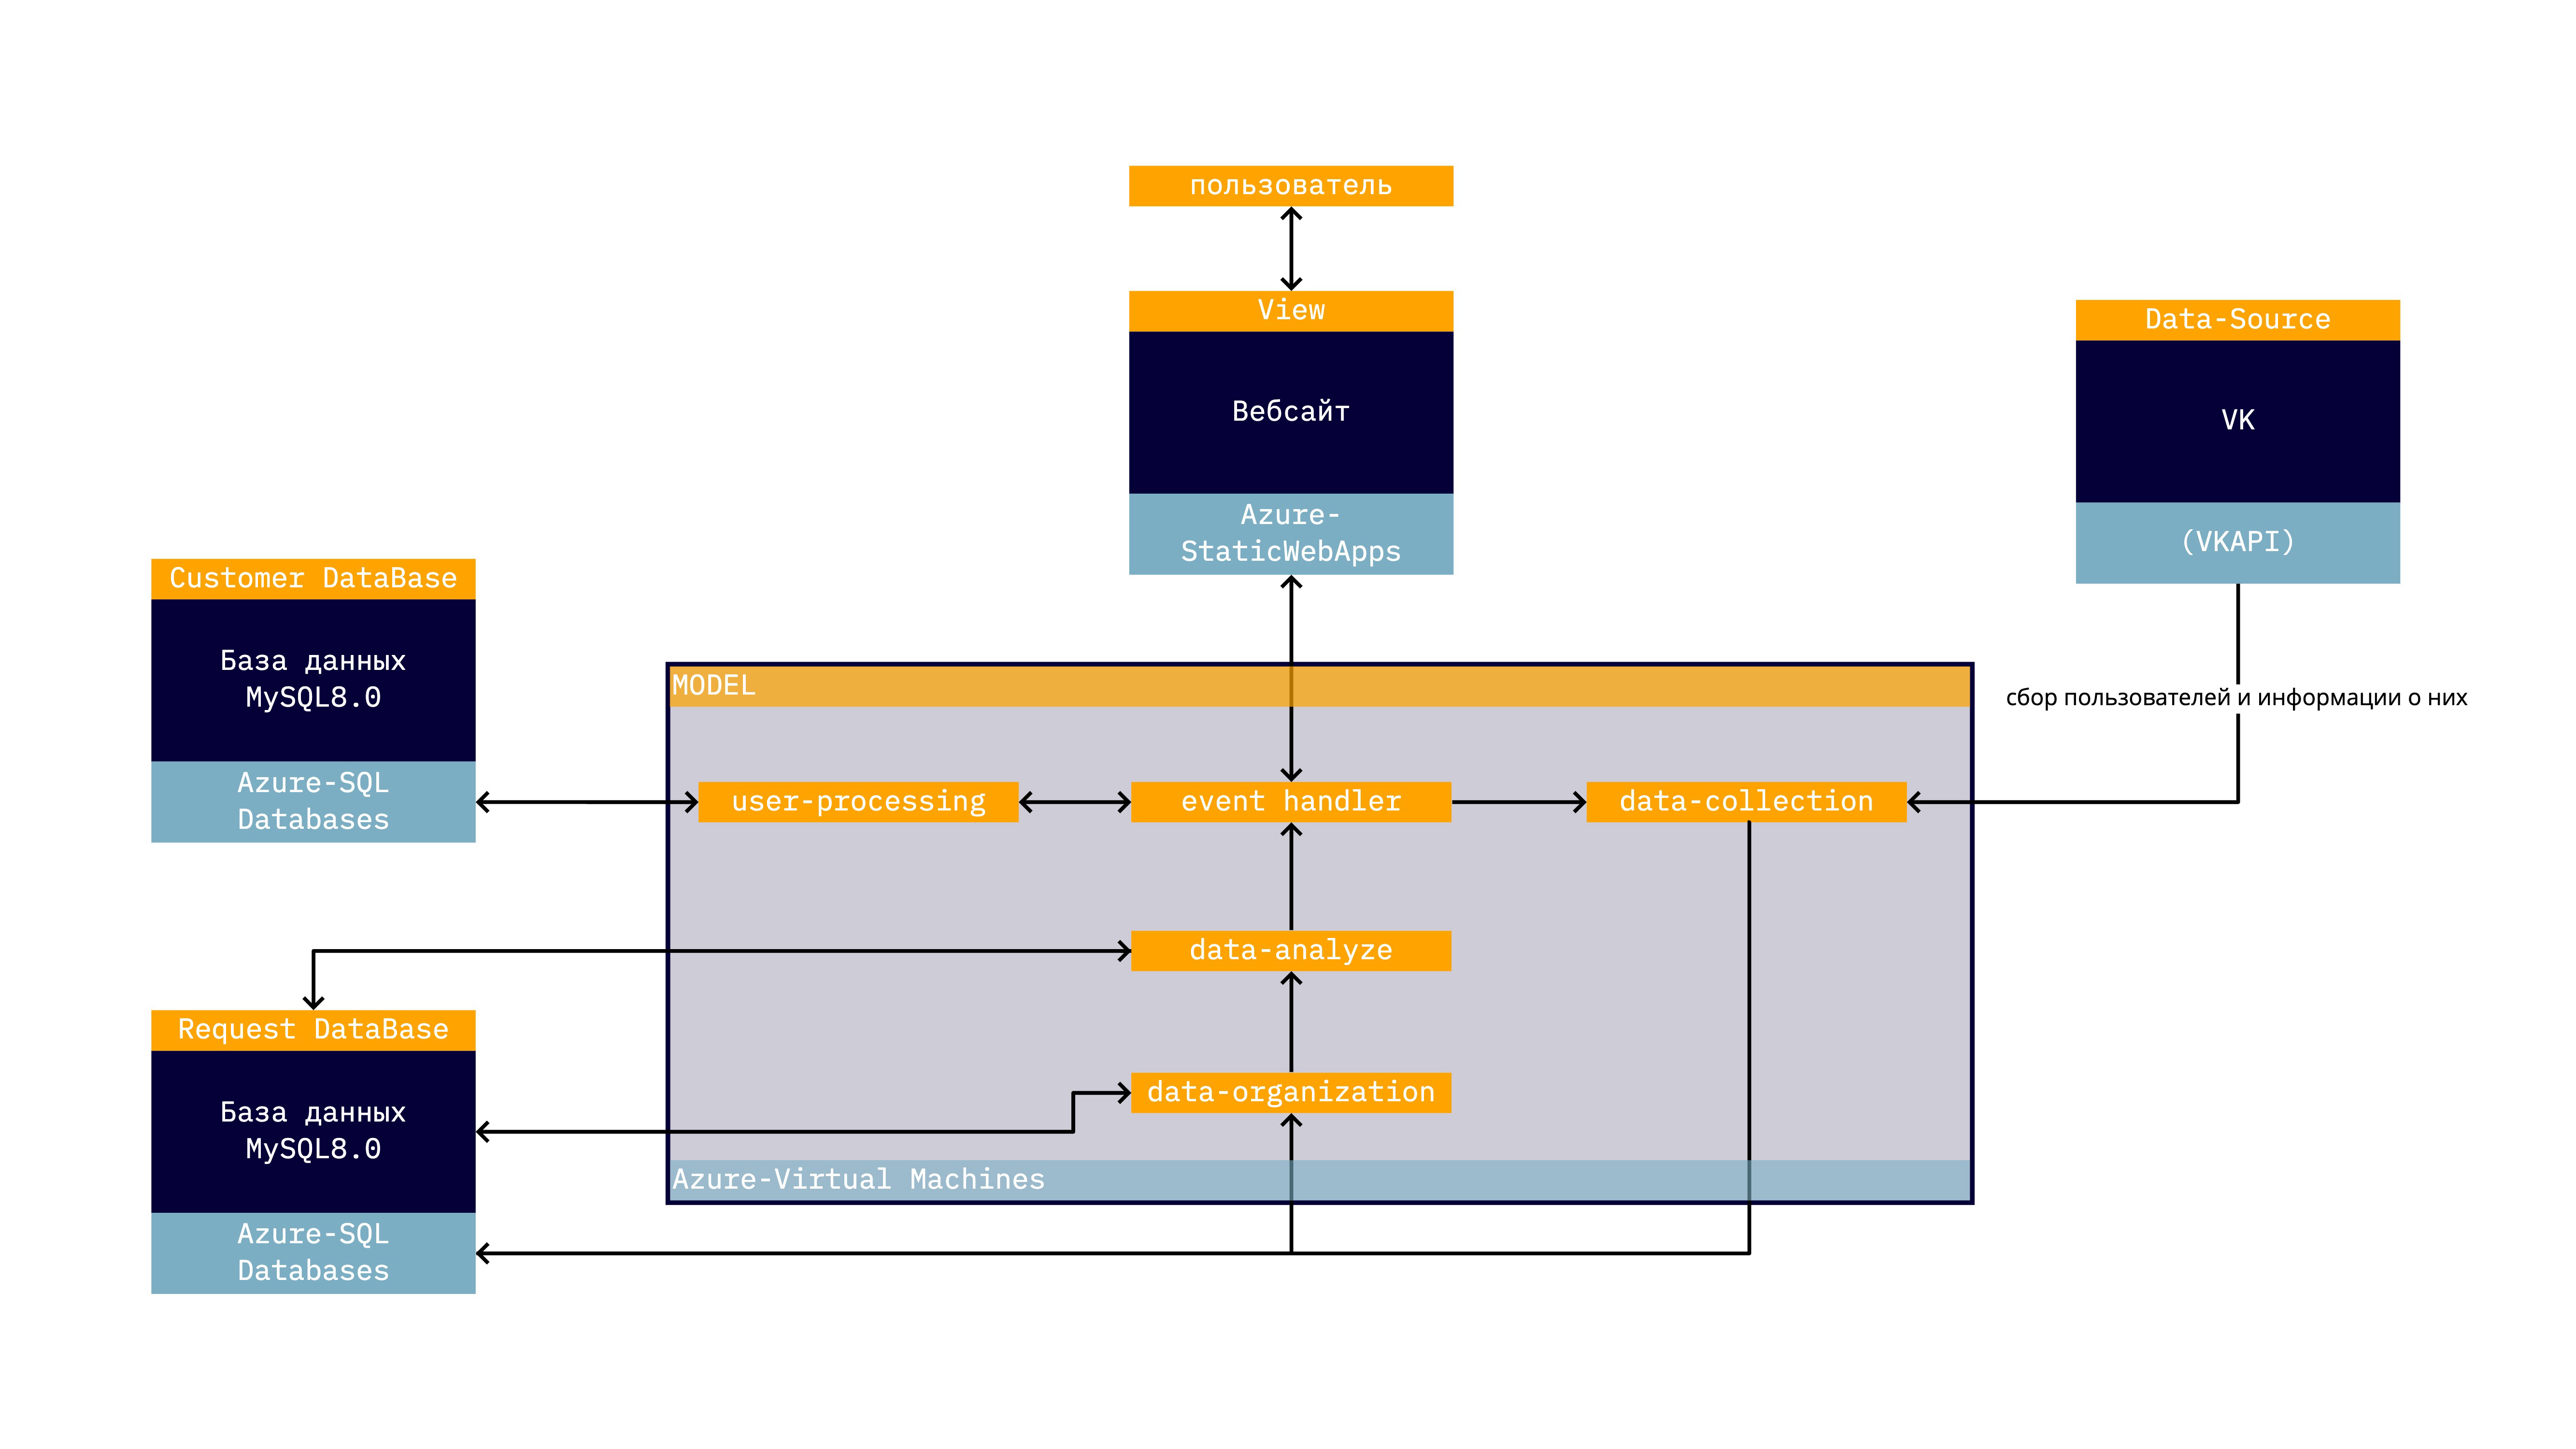 пользователь
View
Вебсайт
Azure-
StaticWebApps
Data-Source
VK
(VKAPI)
сбор пользователей и информации о них
Customer DataBase
База данных
MySQL8.0
Azure-SQL
Databases
MODEL
user-processing
event handler
data-collection
data-analyze
data-organization
Azure-Virtual Machines
Request DataBase
База данных
MySQL8.0
Azure-SQL
Databases